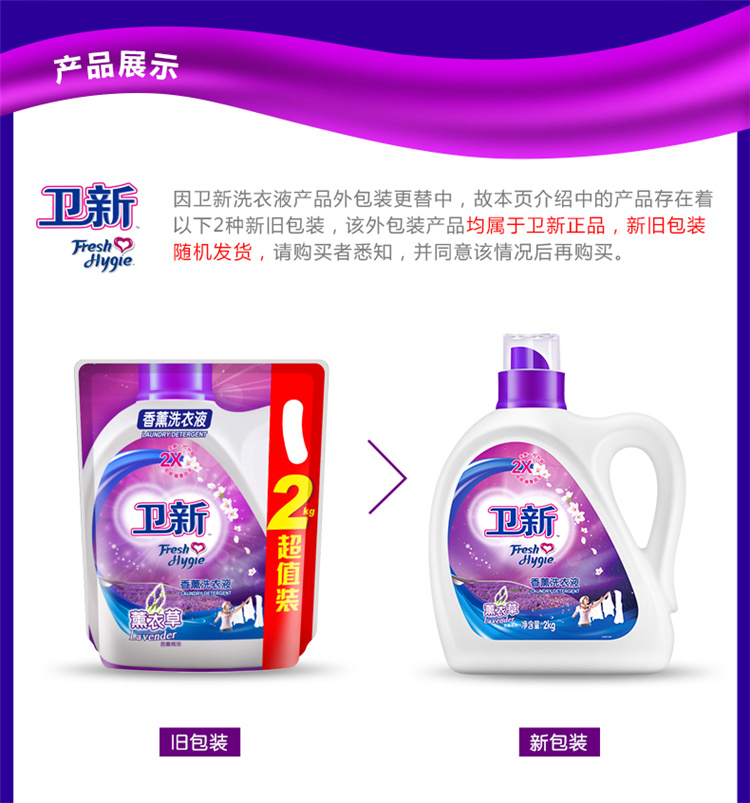 产品展示
卫新
Fresh Hygie
因卫新洗衣液产品外包装更替中，故本页介绍中的产品存在着
以下2种新旧包装，该外包装产品均属于卫新正品，新旧包装
随机发货，请购买者悉知，并同意该情况后再购买。
香薰洗衣液
LAUNDRY DETERGENT
2X
卫新
Fresh
Hygie
香薰洗衣液
LAUNDRY DETERGENT
薰衣草
Lavender
2kg
超值装
2X
卫新
Fresh
Hygie
香薰洗衣液
LAUNDRY DETERGENT
薰衣草
Lavender
净含量:2kg
旧包装
新包装